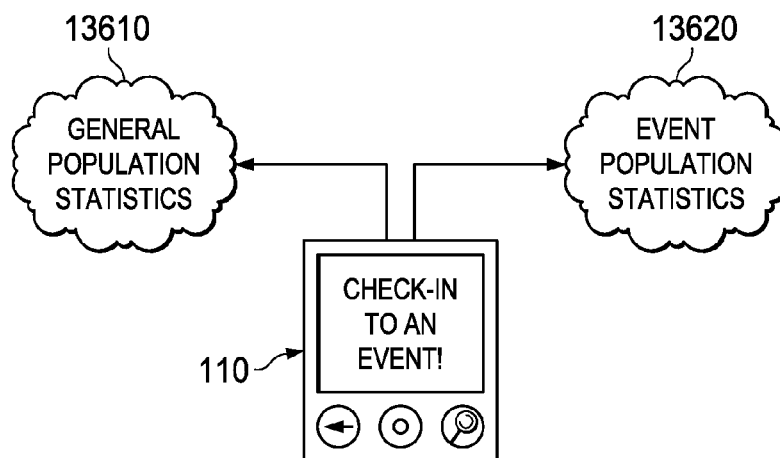 13610
13620
GENERAL
POPULATION
STATISTICS
EVENT
POPULATION
STATISTICS
CHECK-IN
TO AN
EVENT!
110